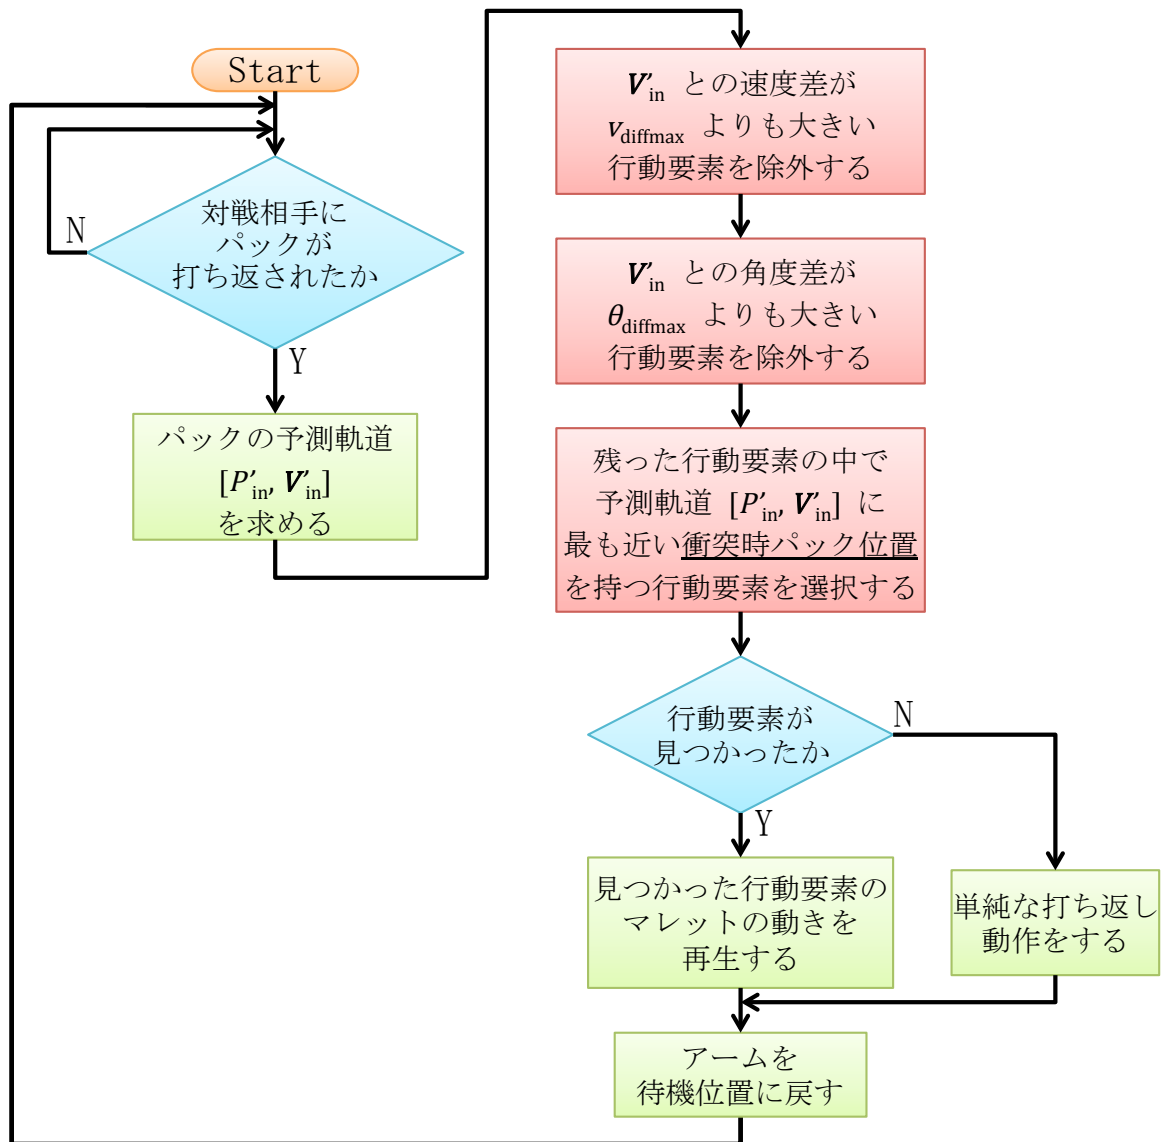 Start
対戦相手に
パックが
打ち返されたか
N
Y
パックの予測軌道
[P′in, V′in]
を求める
V′in との速度差が
vdiffmax よりも大きい
行動要素を除外する
V′in との角度差が
θdiffmax よりも大きい
行動要素を除外する
残った行動要素の中で
予測軌道 [P′in, V′in] に
最も近い衝突時パック位置
を持つ行動要素を選択する
行動要素が
見つかったか
N
Y
見つかった行動要素の
マレットの動きを
再生する
単純な打ち返し
動作をする
アームを
待機位置に戻す